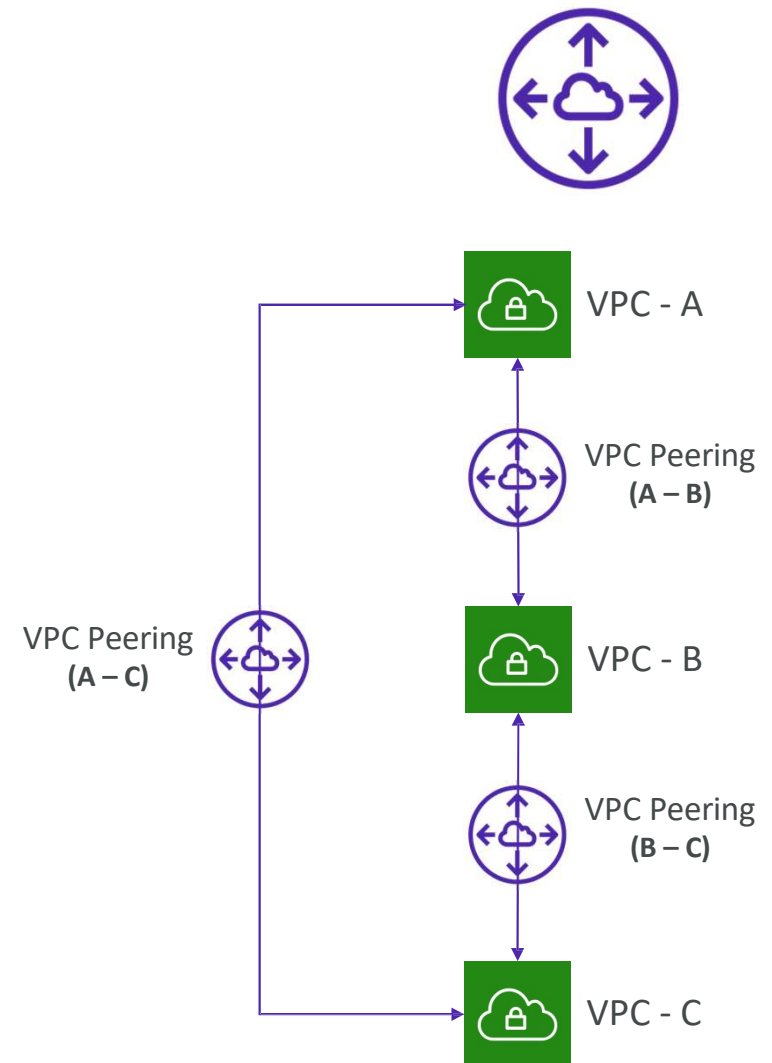 VPC - A
VPC Peering
(A – B)
VPC Peering
(A – C)
VPC - B
VPC Peering
(B – C)
VPC - C